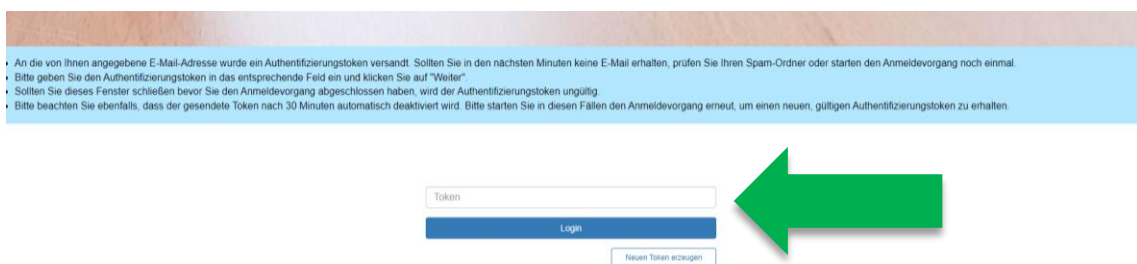 An die von Ihnen angegebene E-Mail-Adresse wurde ein Authentifizierungstoken versandt. Sollten Sie in den nächsten Minuten keine E-Mail erhalten, prüfen Sie Ihren Spam-Ordner oder starten den Anmeldevorgang noch einmal.
Bitte geben Sie den Authentifizierungstoken in das entsprechende Feld ein und klicken Sie auf "Weiter".
Sollten Sie dieses Fenster schließen bevor Sie den Anmeldevorgang abgeschlossen haben, wird der Authentifizierungstoken ungültig.
Bitte beachten Sie ebenfalls, dass der gesendete Token nach 30 Minuten automatisch deaktiviert wird. Bitte starten Sie in diesen Fällen den Anmeldevorgang erneut, um einen neuen, gültigen Authentifizierungstoken zu erhalten.
Token
Login
Neuen Token erzeugen